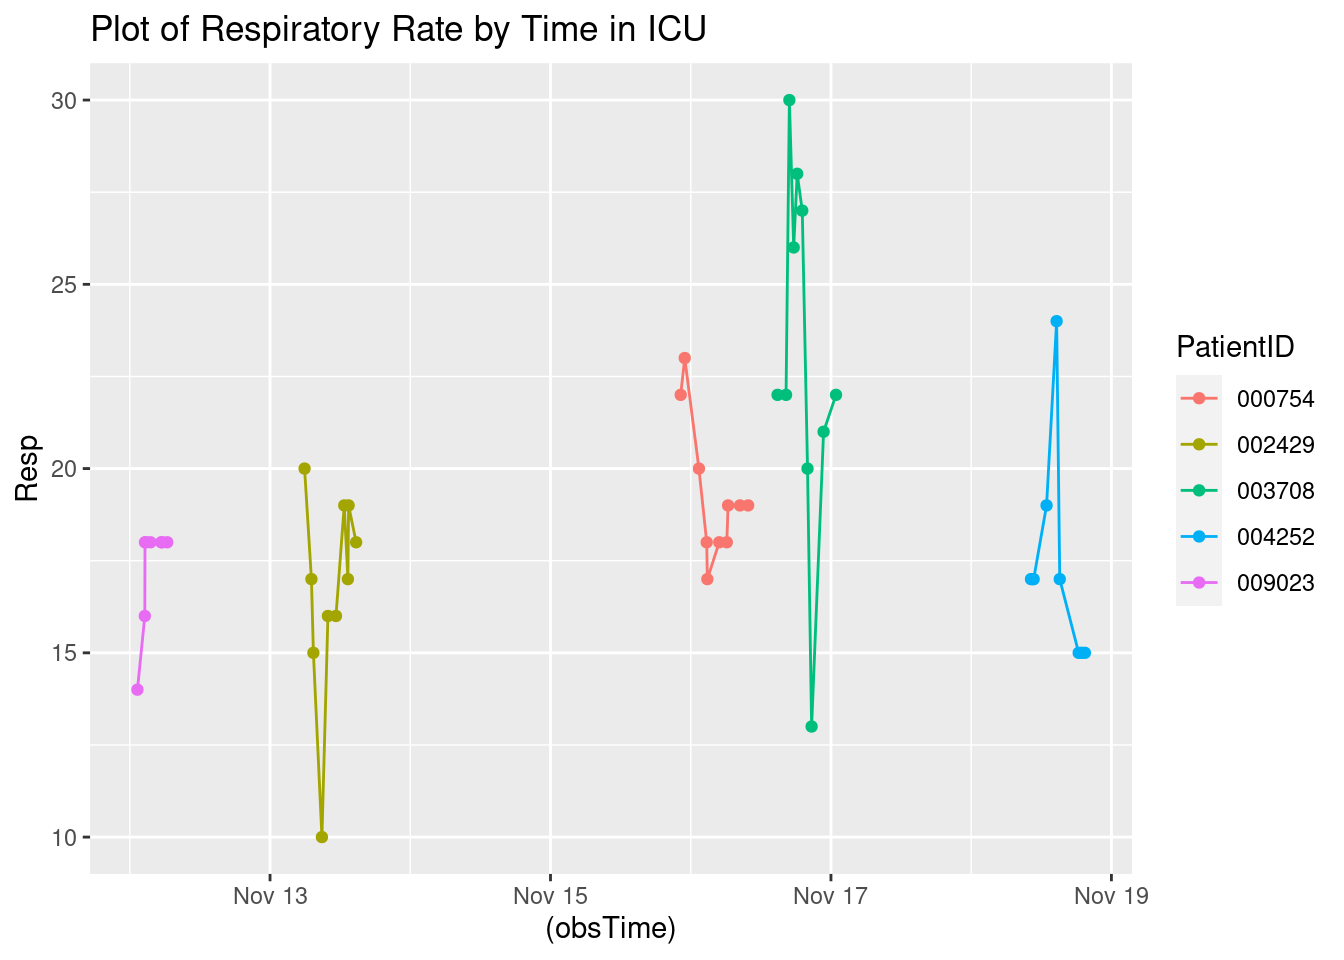 Plot of Respiratory Rate by Time in ICU
30
25
20
15
10
Resp
Nov 13
Nov 15
Nov 17
Nov 19
(obsTime)
PatientID
000754
002429
003708
004252
009023